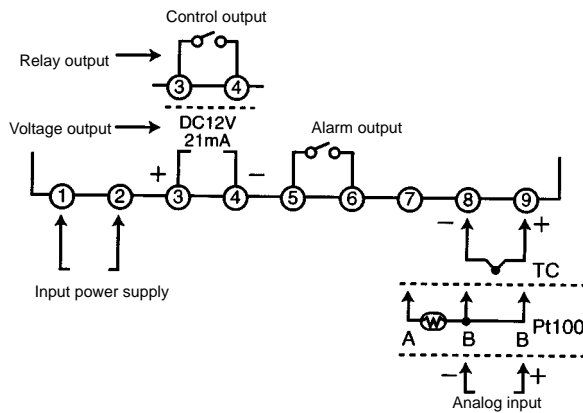 Control output
Relay output
3 4
Voltage output
DC12V
21mA
Alarm output
+ − 
1 2 3 4 5 6 7 8 9
− +
TC
Input power supply
A B B Pt100
− +
Analog input